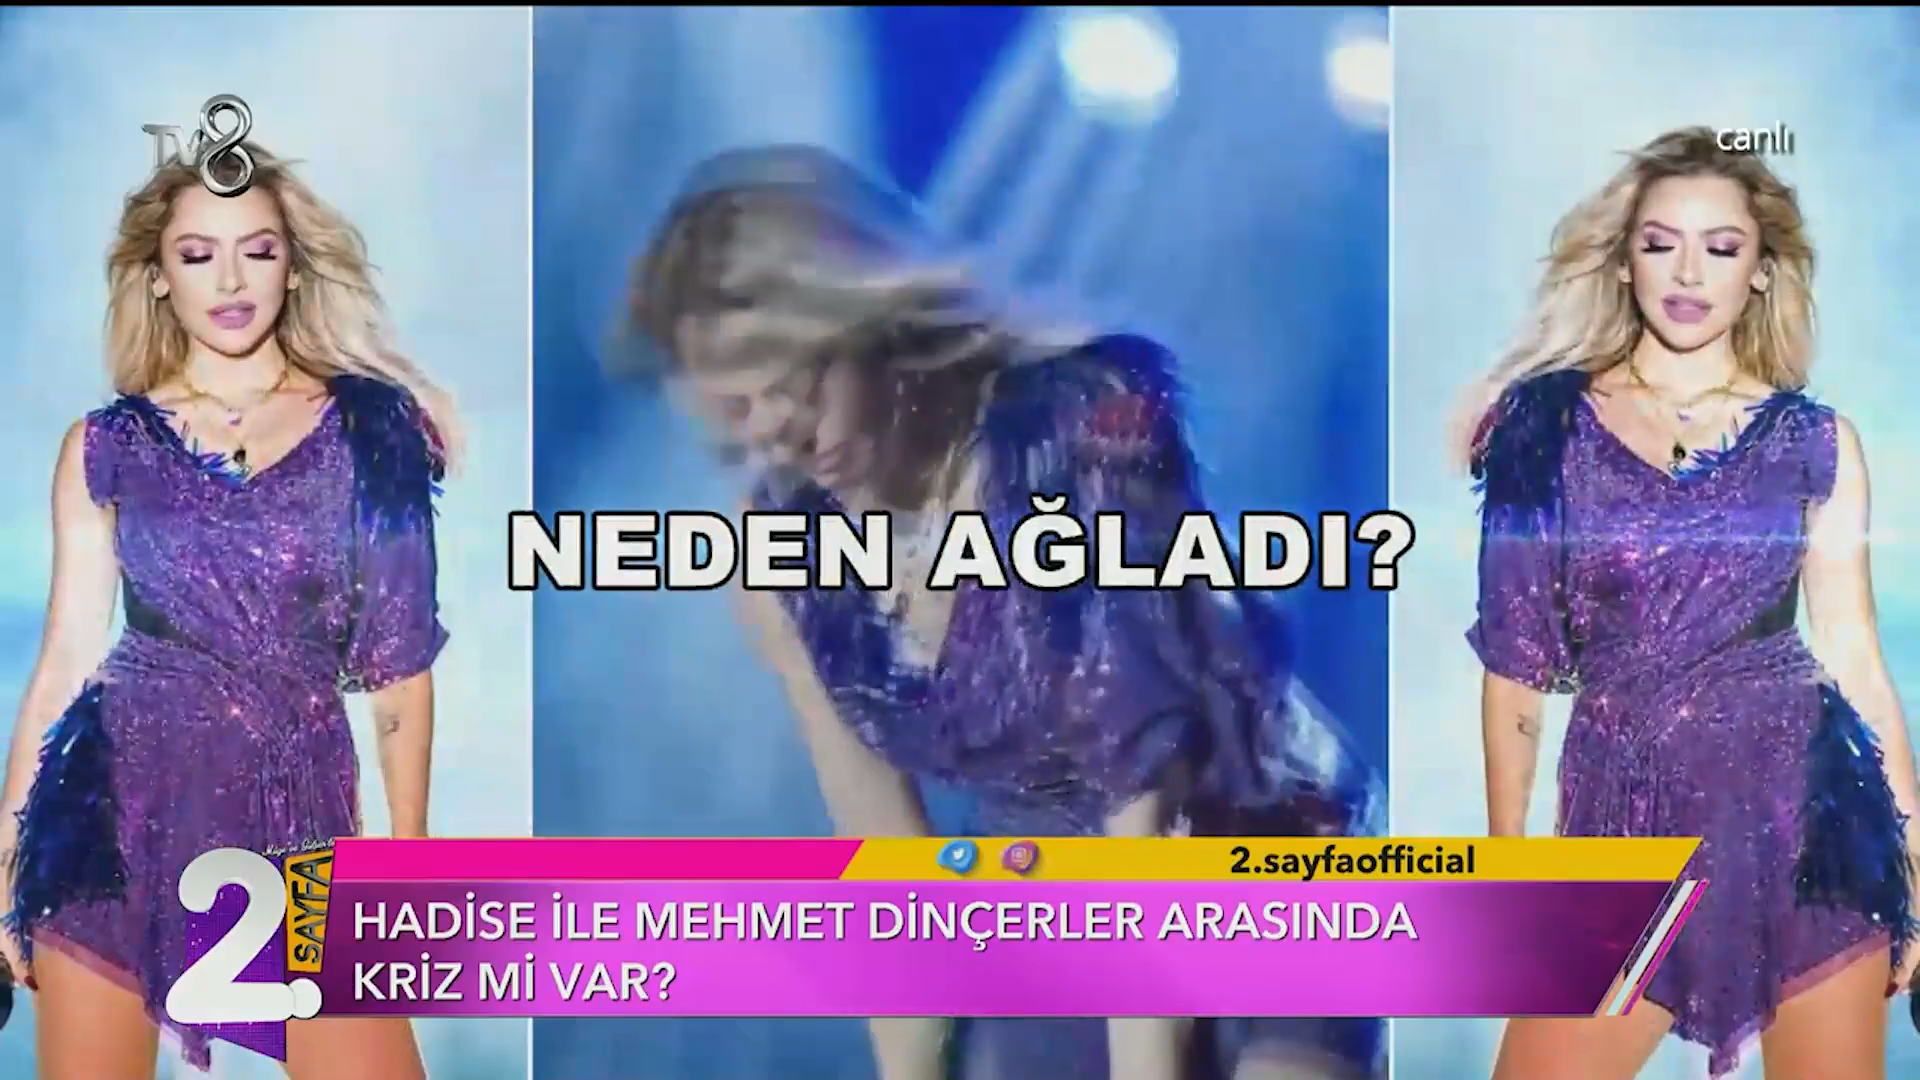 TV8
canlı
NEDEN AĞLADI?
2.sayfaofficial
2.
SAYFA
HADİSE İLE MEHMET DİNÇERLER ARASINDA
KRİZ Mİ VAR?